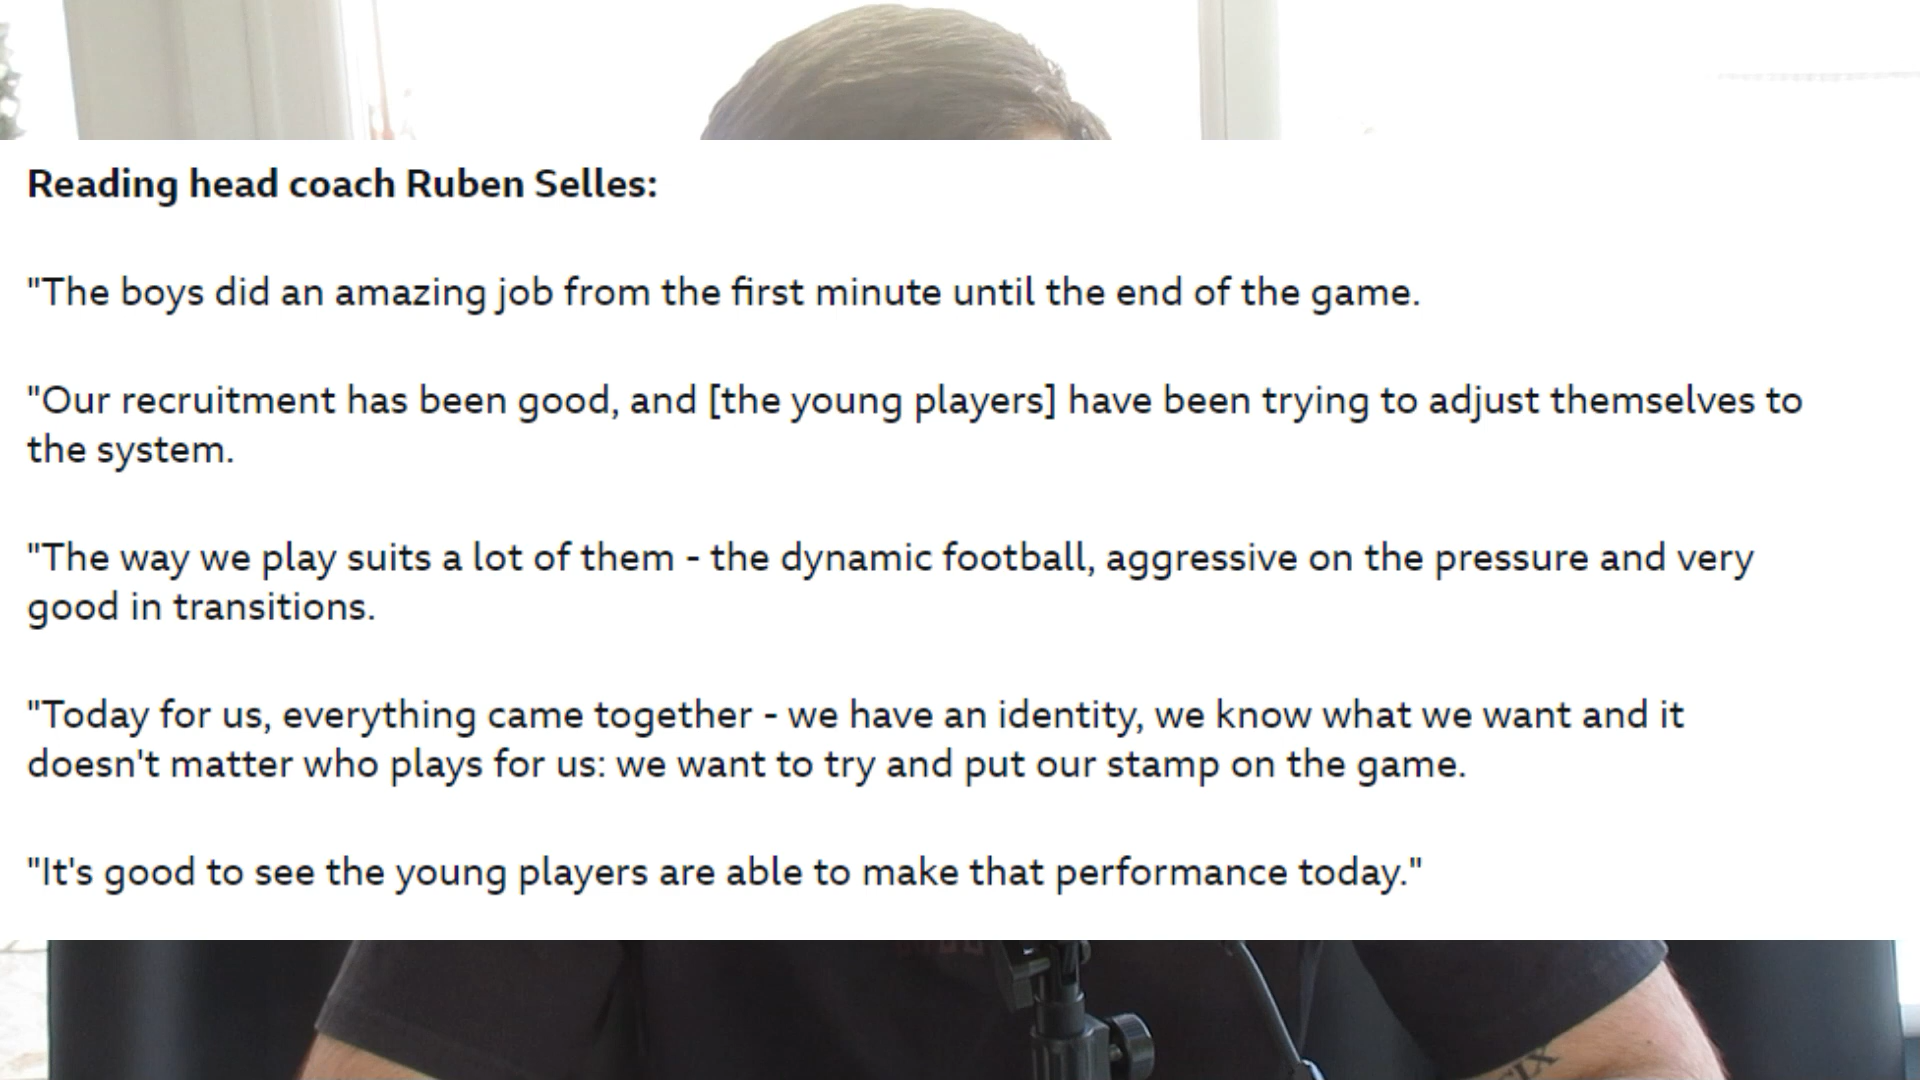 Reading head coach Ruben Selles:
"The boys did an amazing job from the first minute until the end of the game.
"Our recruitment has been good, and [the young players] have been trying to adjust themselves to
the system.
"The way we play suits a lot of them - the dynamic football, aggressive on the pressure and very
good in transitions.
"Today for us, everything came together - we have an identity, we know what we want and it
doesn't matter who plays for us: we want to try and put our stamp on the game.
"It's good to see the young players are able to make that performance today."